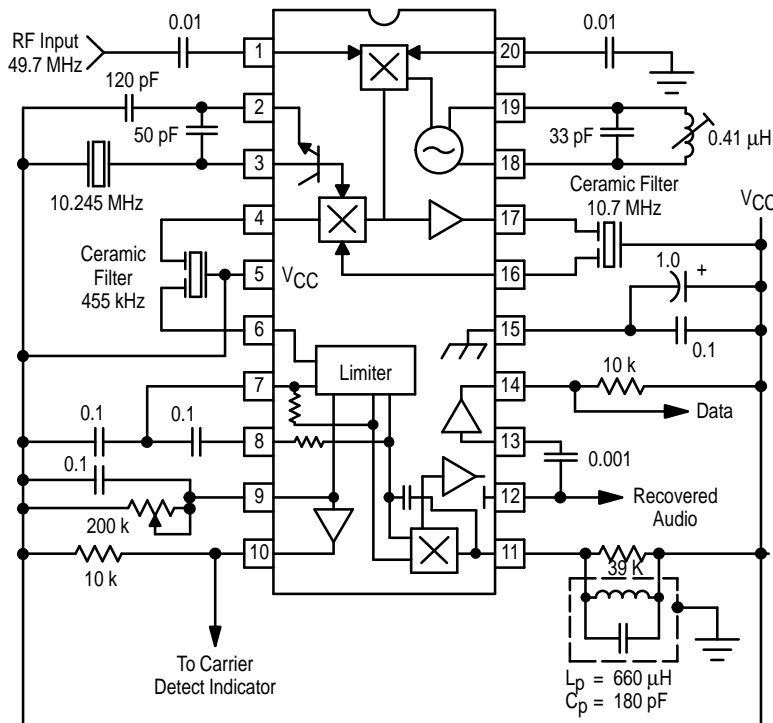 RF Input
49.7 MHz
0.01
1
20
0.01
120 pF
2
19
50 pF
33 pF
0.41 μH
3
18
10.245 MHz
Ceramic Filter
10.7 MHz
VCC
4
17
Ceramic
Filter
455 kHz
5
VCC
16
1.0
+
6
15
0.1
Limiter
10 k
7
14
Data
0.1
0.1
8
13
0.001
0.1
9
12
Recovered
Audio
200 k
10
11
10 k
39 K
To Carrier
Detect Indicator
Lp = 660 μH
Cp = 180 pF